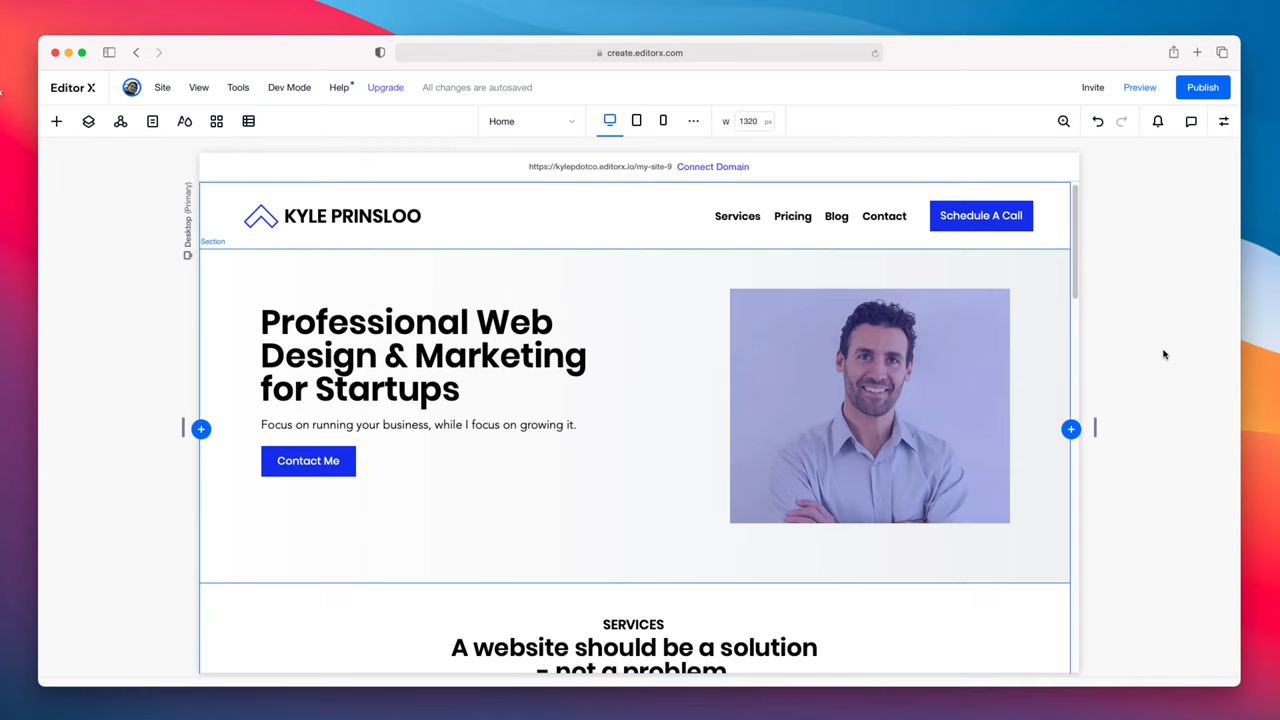 create.editorx.com
Editor X
Site
View
Tools
Dev Mode
Help
Upgrade
All changes are autosaved
Invite
Preview
Publish
Home
W
1320
px
https://kylepdotco.editorx.io/my-site-9
Connect Domain
Desktop (Primary)
KYLE PRINSLOO
Services
Pricing
Blog
Contact
Schedule A Call
Section
Professional Web
Design & Marketing
for Startups
Focus on running your business, while I focus on growing it.
Contact Me
SERVICES
A website should be a solution
- not a problem